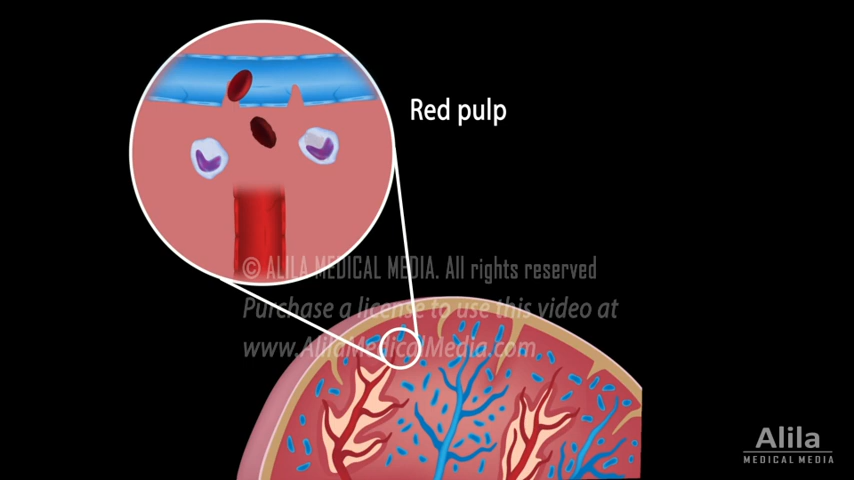 Red pulp
© ALILA MEDICAL MEDIA. All rights reserved
Purchase a license to use this video at
www.AlilaMedicalMedia.com
Alila
MEDICAL MEDIA